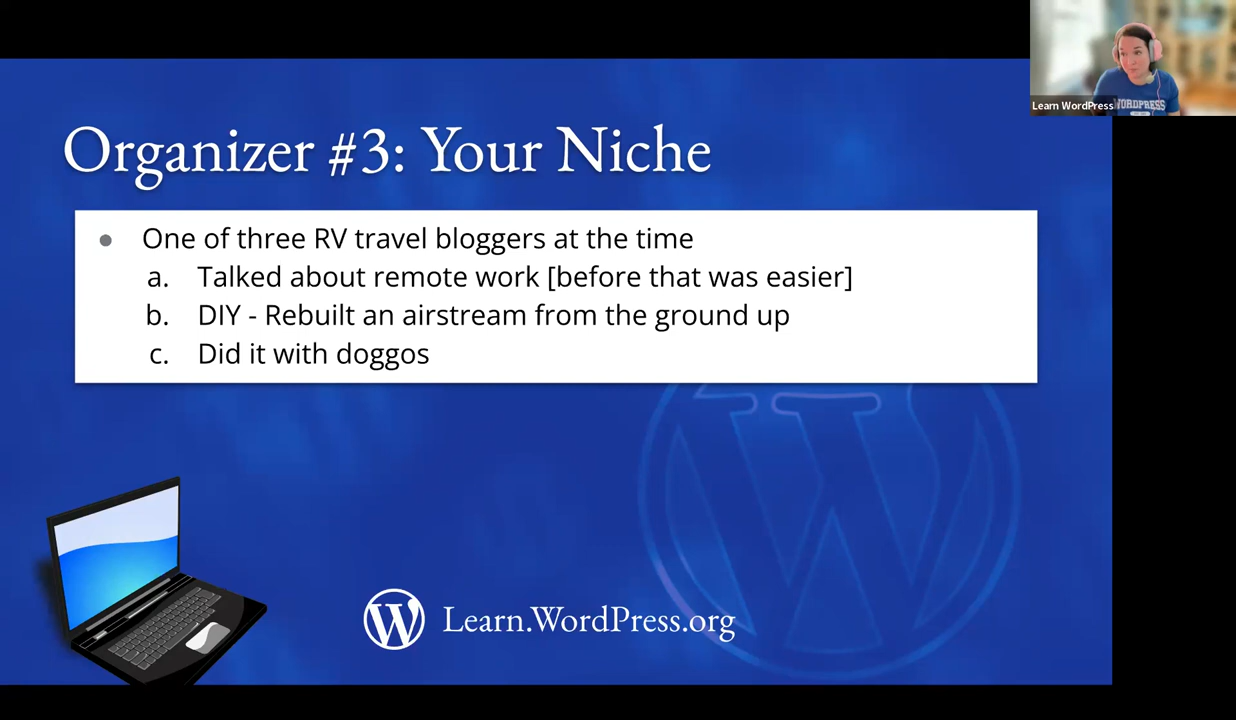 Organizer #3: Your Niche
● One of three RV travel bloggers at the time
a. Talked about remote work [before that was easier]
b. DIY - Rebuilt an airstream from the ground up
c. Did it with doggos
Learn.WordPress.org
Learn WordPress
WORDPRESS